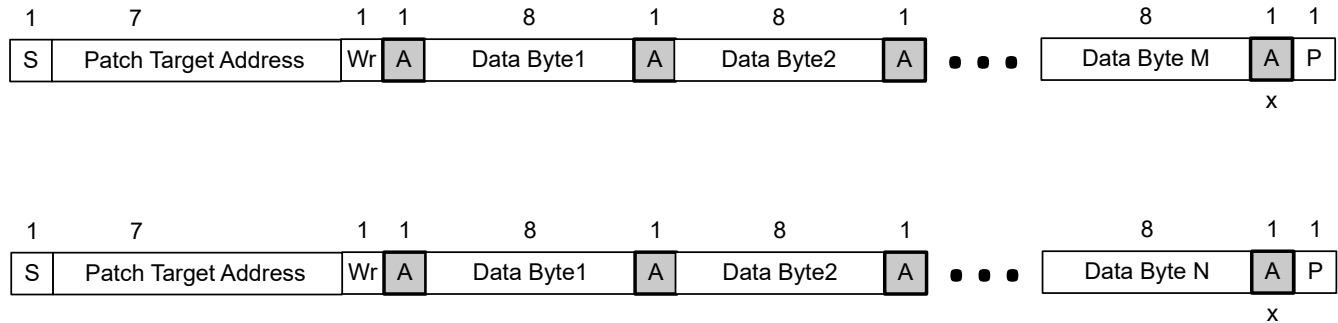 1 7 1 1 8 1 8 1 8 1 1
S Patch Target Address Wr A Data Byte1 A Data Byte2 A Data Byte M A P
x
1 7 1 1 8 1 8 1 8 1 1
S Patch Target Address Wr A Data Byte1 A Data Byte2 A Data Byte N A P
x